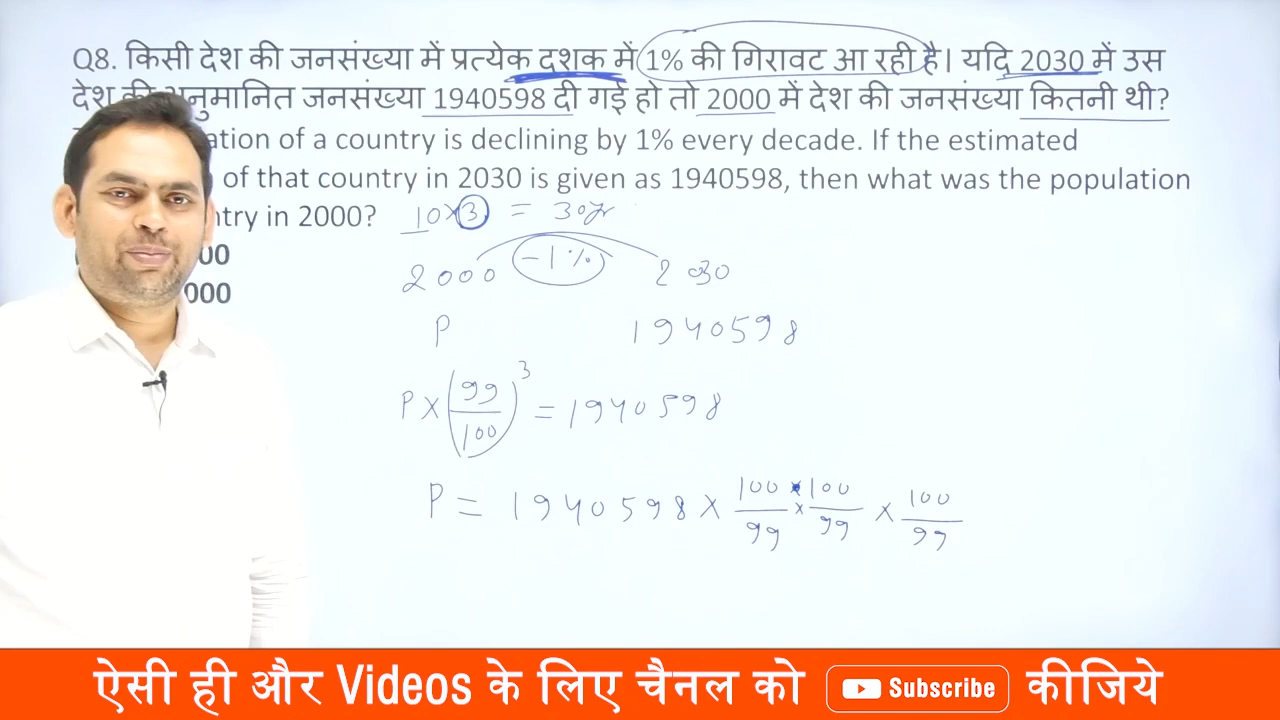 Q8. किसी देश की जनसंख्या में प्रत्येक दशक में 1% की गिरावट आ रही है। यदि 2030 में उस
देश की अनुमानित जनसंख्या 1940598 दी गई हो तो 2000 में देश की जनसंख्या कितनी थी?
ation of a country is declining by 1% every decade. If the estimated
of that country in 2030 is given as 1940598, then what was the population
ntry in 2000? 10×3 = 30yr
00
000
2000 -1% 2030
P 1940598
P × (99/100)^3 = 1940598
P = 1940598 × 100/99 × 100/99 × 100/99
ऐसी ही और Videos के लिए चैनल को Subscribe कीजिये